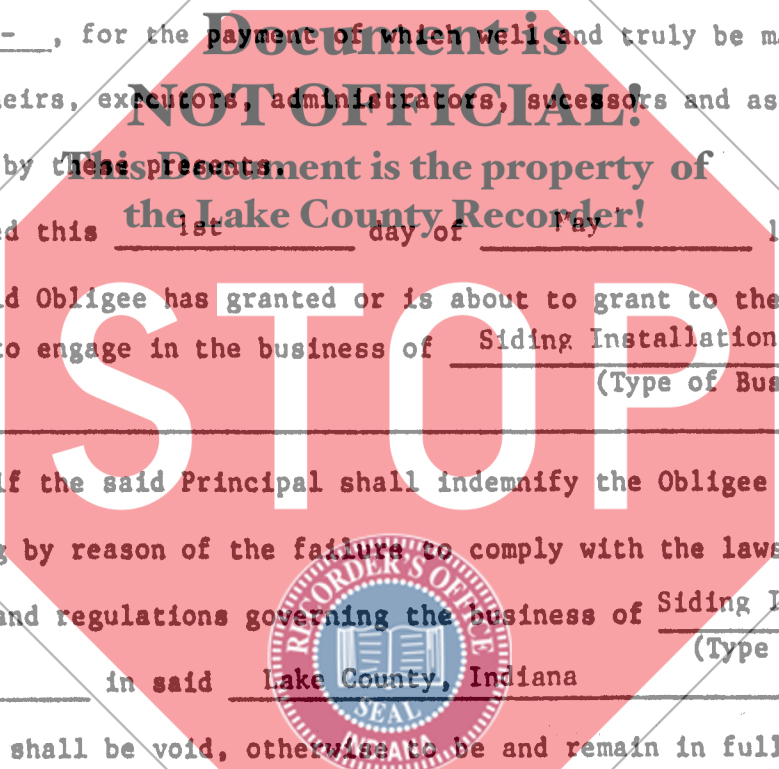 -, for the payment of which well and truly be m
eirs, executors, administrators, sucessors and as
by these presents.
ed this 1st day of May
d Obligee has granted or is about to grant to the
to engage in the business of Siding Installation
(Type of Bus
if the said Principal shall indemnify the Obligee
g by reason of the failure to comply with the laws
and regulations governing the business of Siding I
(Type
in said Lake County, Indiana
shall be void, otherwise to be and remain in full
Document is
NOT OFFICIAL!
This Document is the property of
the Lake County Recorder!
STOP
RECORDER'S OFFICE
SEAL
INDIANA